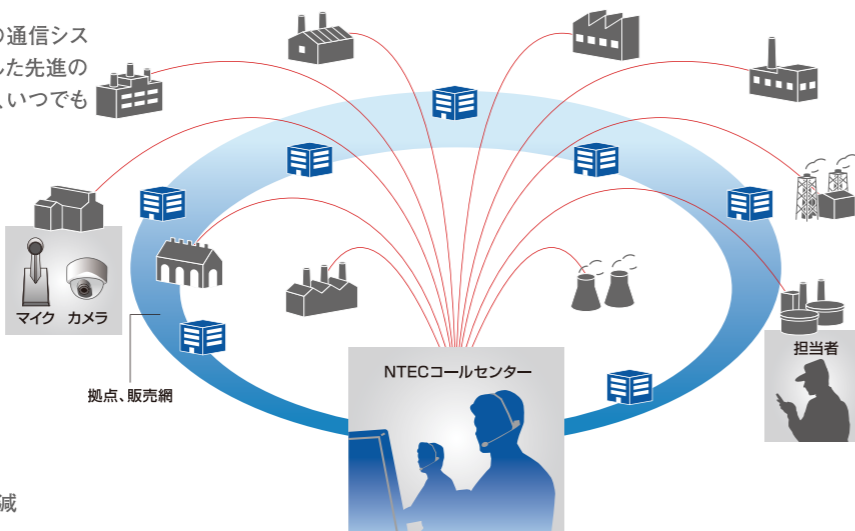 の通信シス
した先進の
、いつでも
マイク カメラ
拠点、販売網
NTECコールセンター
担当者
減